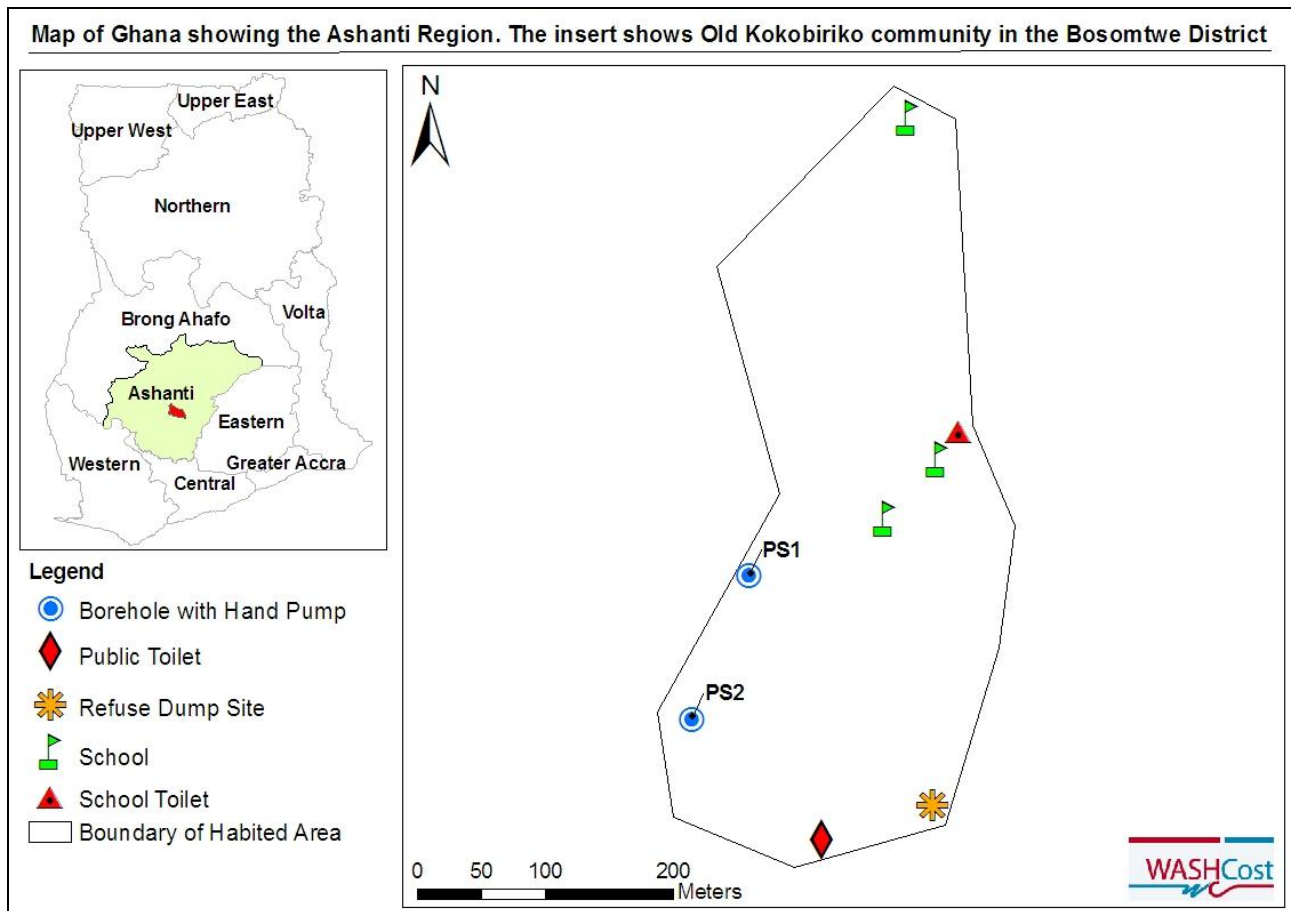 Map of Ghana showing the Ashanti Region. The insert shows Old Kokobiriko community in the Bosomtwe District
Upper East
Upper West
Northern
Volta
Brong Ahafo
Ashanti
Eastern
Western
Greater Accra
Central
Legend
Borehole with Hand Pump
Public Toilet
Refuse Dump Site
School
School Toilet
Boundary of Habited Area
N
PS1
PS2
0 50 100 200
Meters
WASHCost